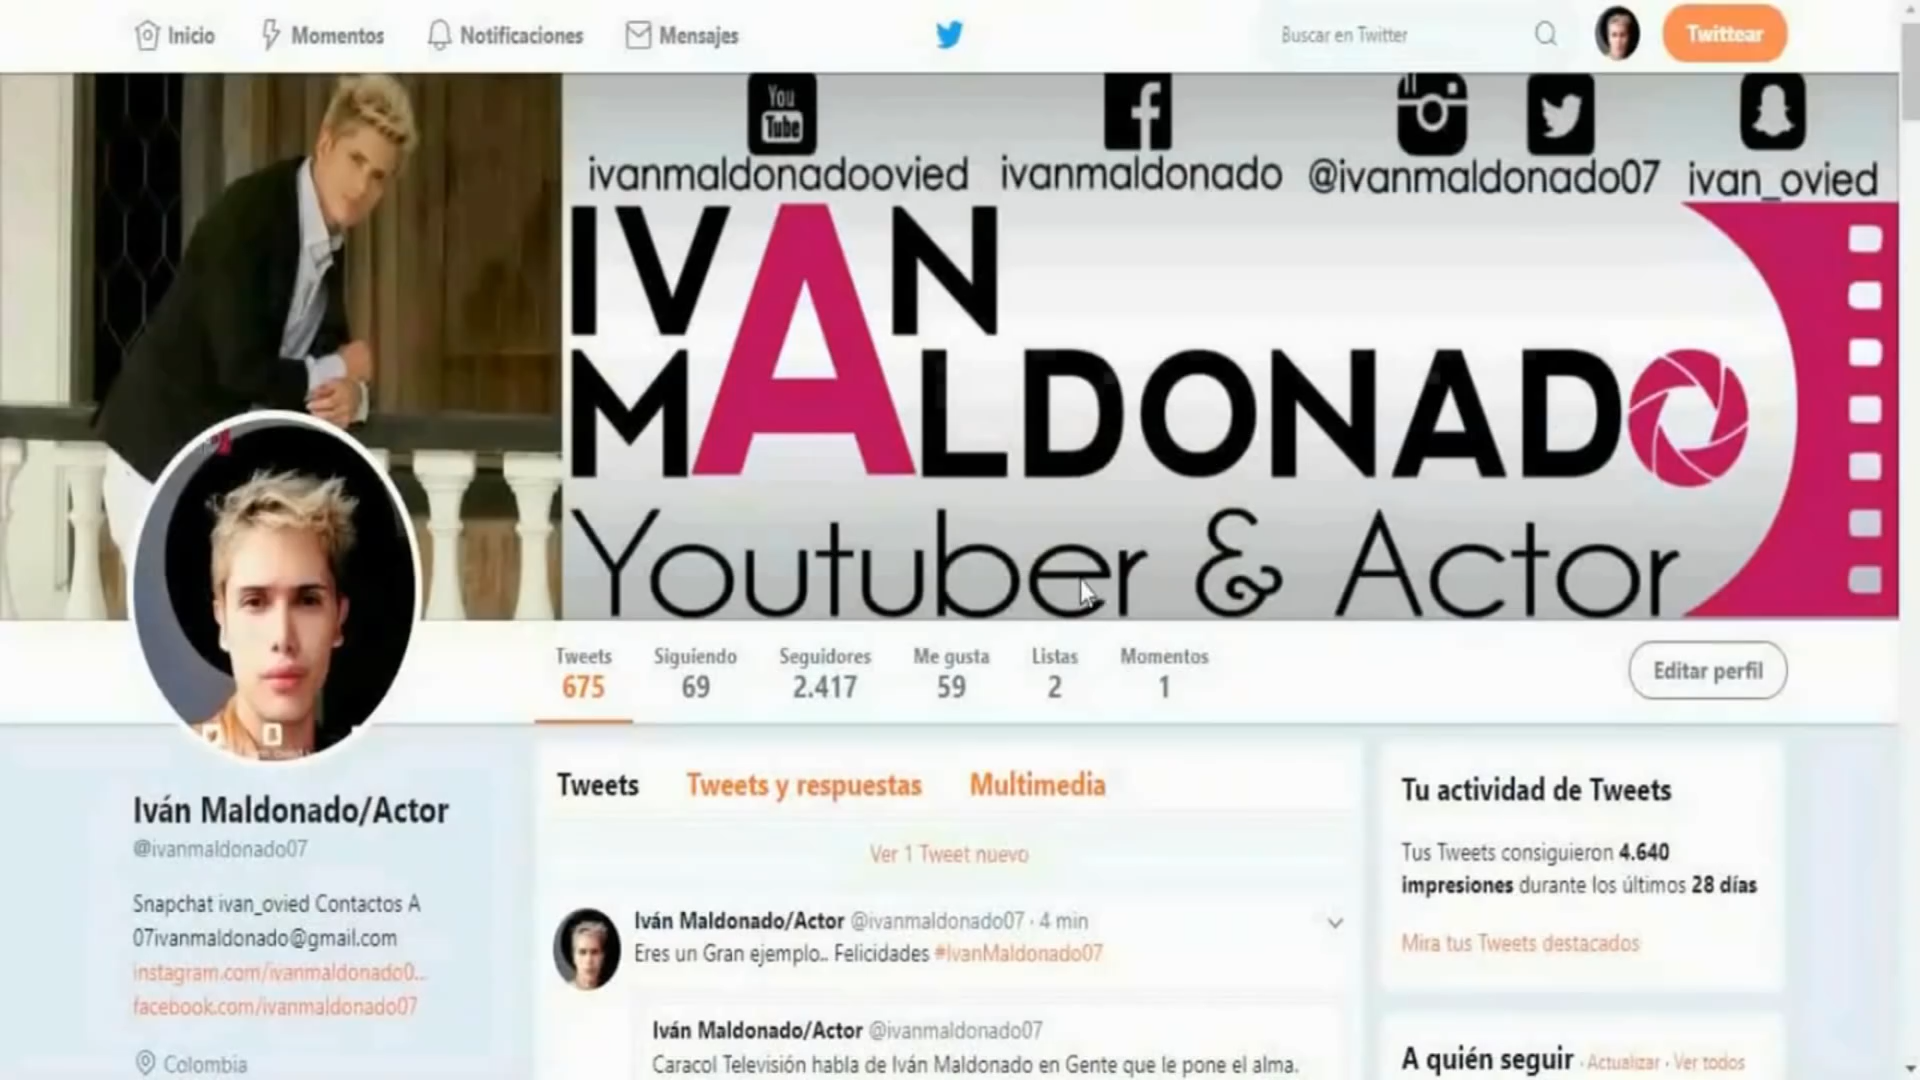 Inicio
Momentos
Notificaciones
Mensajes
Buscar en Twitter
Twittear
You
Tube
ivanmaldonadoovied
ivanmaldonado
@ivanmaldonado07
ivan_ovied
IVAN
MALDONADO
Youtuber & Actor
Tweets
675
Siguiendo
69
Seguidores
2.417
Me gusta
59
Listas
2
Momentos
1
Editar perfil
Iván Maldonado/Actor
@ivanmaldonado07
Snapchat ivan_ovied Contactos A
07ivanmaldonado@gmail.com
instagram.com/ivanmaldonado0...
facebook.com/ivanmaldonado07
Colombia
Tweets
Tweets y respuestas
Multimedia
Ver 1 Tweet nuevo
Iván Maldonado/Actor @ivanmaldonado07 · 4 min
Eres un Gran ejemplo.. Felicidades #IvanMaldonado07
Iván Maldonado/Actor @ivanmaldonado07
Caracol Televisión habla de Iván Maldonado en Gente que le pone el alma.
Tu actividad de Tweets
Tus Tweets consiguieron 4.640
impresiones durante los últimos 28 días
Mira tus Tweets destacados
A quién seguir · Actualizar · Ver todos